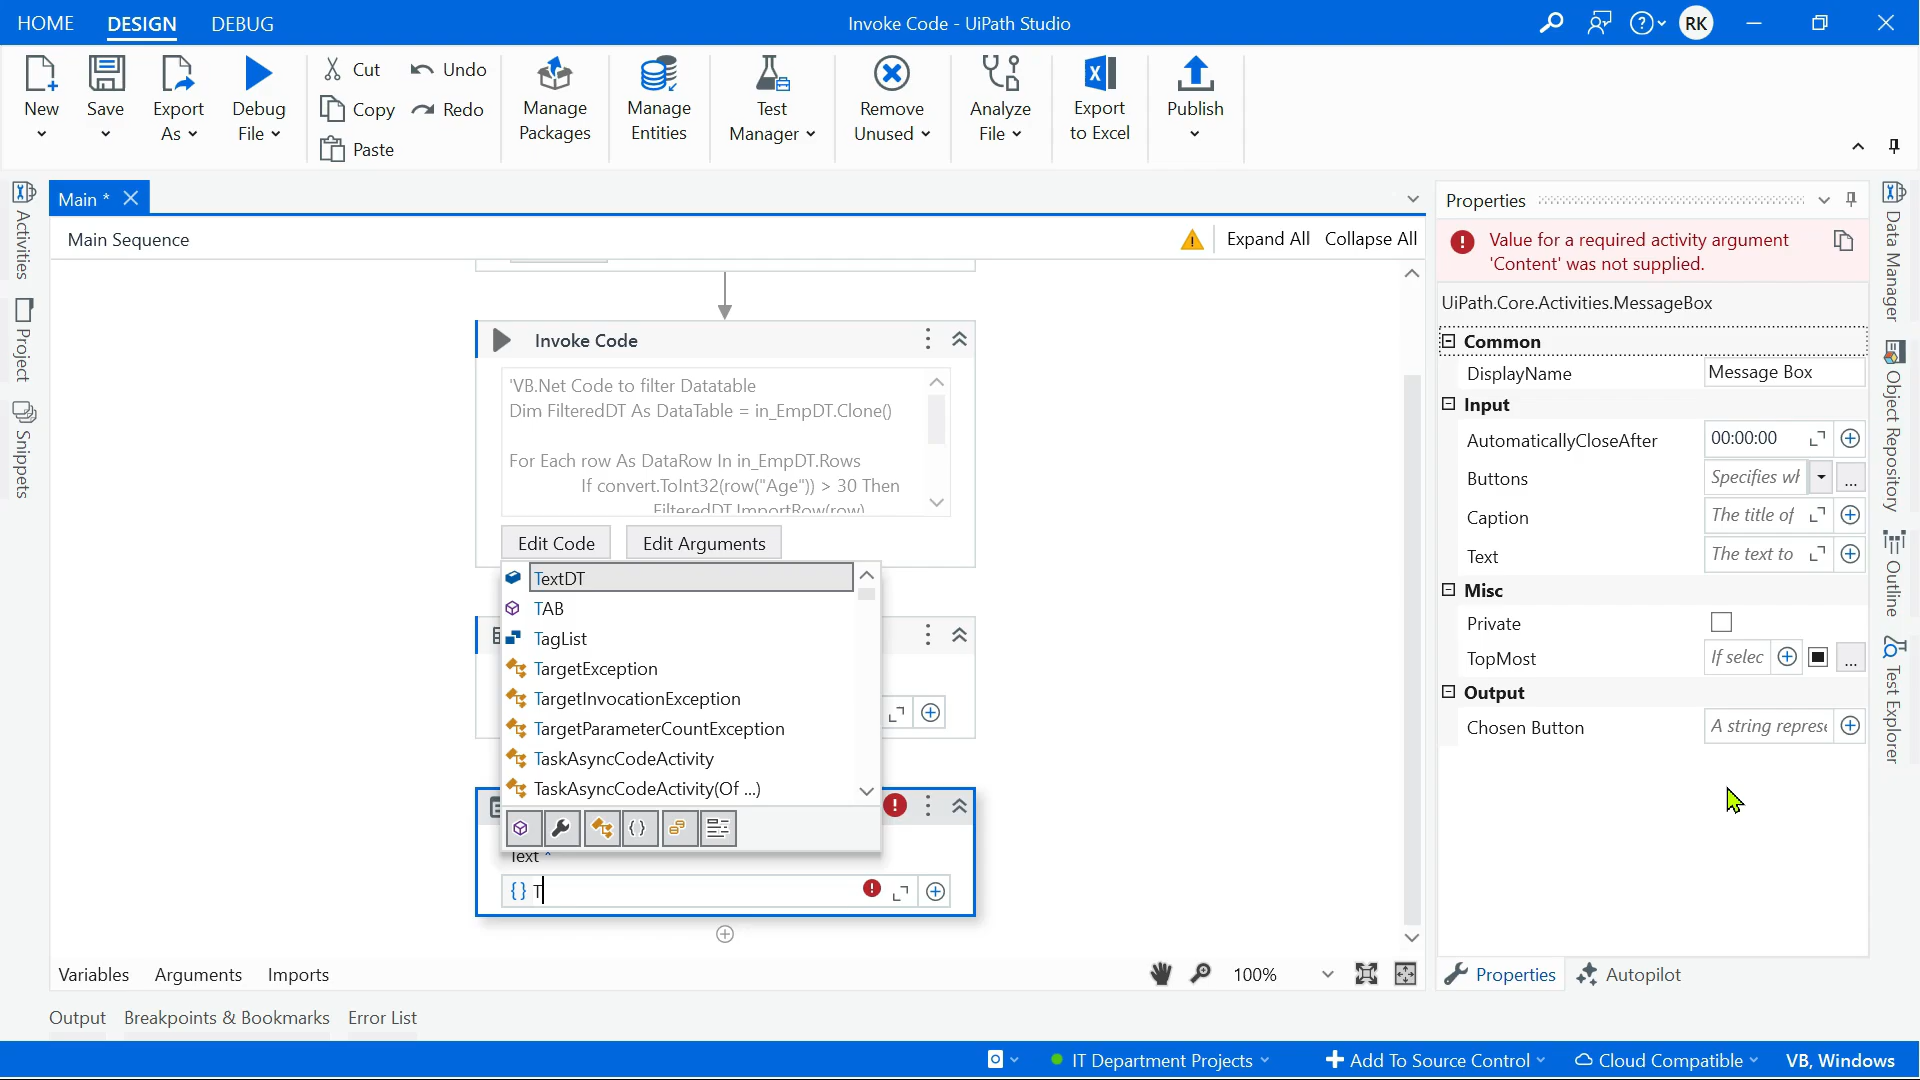 HOME DESIGN DEBUG
Invoke Code - UiPath Studio
RK
New
Save
Export As
Debug File
Cut
Copy
Paste
Undo
Redo
Manage Packages
Manage Entities
Test Manager
Remove Unused
Analyze File
Export to Excel
Publish
Activities
Project
Snippets
Main *
Main Sequence
Expand All Collapse All
Invoke Code
'VB.Net Code to filter Datatable
Dim FilteredDT As DataTable = in_EmpDT.Clone()
For Each row As DataRow In in_EmpDT.Rows
If convert.ToInt32(row("Age")) > 30 Then
FilteredDT.ImportRow(row)
Edit Code Edit Arguments
TextDT
TAB
TagList
TargetException
TargetInvocationException
TargetParameterCountException
TaskAsyncCodeActivity
TaskAsyncCodeActivity(Of ...)
Text *
{} T
Variables Arguments Imports
100%
Properties
Value for a required activity argument
'Content' was not supplied.
UiPath.Core.Activities.MessageBox
Common
DisplayName Message Box
Input
AutomaticallyCloseAfter 00:00:00
Buttons Specifies wh ...
Caption The title of
Text The text to
Misc
Private
TopMost If selec ...
Output
Chosen Button A string represe
Properties Autopilot
Data Manager
Object Repository
Outline
Test Explorer
Output Breakpoints & Bookmarks Error List
IT Department Projects Add To Source Control Cloud Compatible VB, Windows